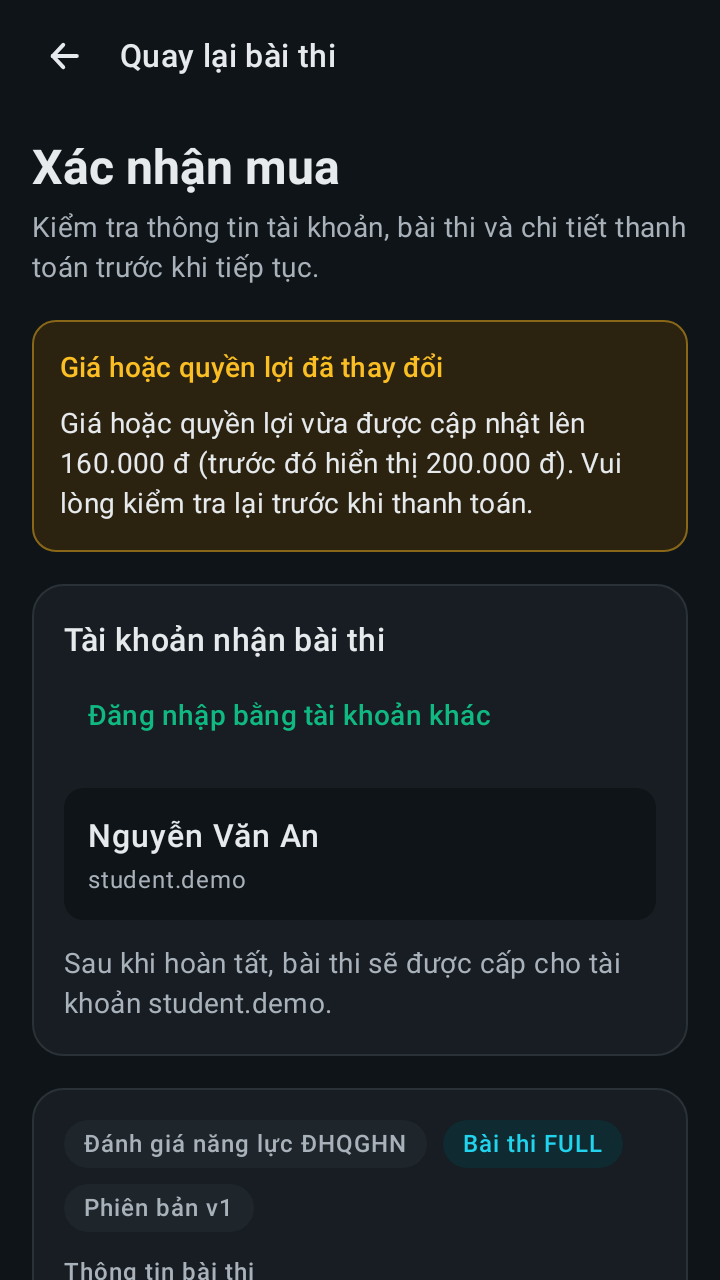 Quay lại bài thi
Xác nhận mua
Kiểm tra thông tin tài khoản, bài thi và chi tiết thanh
toán trước khi tiếp tục.
Giá hoặc quyền lợi đã thay đổi
Giá hoặc quyền lợi vừa được cập nhật lên
160.000 đ (trước đó hiển thị 200.000 đ). Vui
lòng kiểm tra lại trước khi thanh toán.
Tài khoản nhận bài thi
Đăng nhập bằng tài khoản khác
Nguyễn Văn An
student.demo
Sau khi hoàn tất, bài thi sẽ được cấp cho tài
khoản student.demo.
Đánh giá năng lực ĐHQGHN
Bài thi FULL
Phiên bản v1
Thông tin bài thi